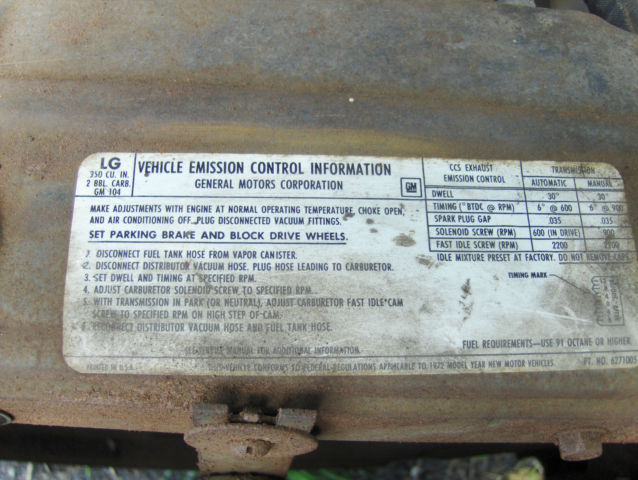 LG
350 CU. IN.
2 BBL. CARB.
GM 104
VEHICLE EMISSION CONTROL INFORMATION
GENERAL MOTORS CORPORATION
GM
MAKE ADJUSTMENTS WITH ENGINE AT NORMAL OPERATING TEMPERATURE, CHOKE OPEN,
AND AIR CONDITIONING OFF. PLUG DISCONNECTED VACUUM FITTINGS.
SET PARKING BRAKE AND BLOCK DRIVE WHEELS.
1. DISCONNECT FUEL TANK HOSE FROM VAPOR CANISTER.
2. DISCONNECT DISTRIBUTOR VACUUM HOSE. PLUG HOSE LEADING TO CARBURETOR.
3. SET DWELL AND TIMING AT SPECIFIED RPM.
4. ADJUST CARBURETOR SOLENOID SCREW TO SPECIFIED RPM.
5. WITH TRANSMISSION IN PARK (OR NEUTRAL), ADJUST CARBURETOR FAST IDLE CAM
SCREW TO SPECIFIED RPM ON HIGH STEP OF CAM.
6. RECONNECT DISTRIBUTOR VACUUM HOSE AND FUEL TANK HOSE.
SEE SERVICE MANUAL FOR ADDITIONAL INFORMATION.
PRINTED IN U.S.A.
THIS VEHICLE CONFORMS TO FEDERAL REGULATIONS APPLICABLE TO 1972 MODEL YEAR NEW MOTOR VEHICLES.
CCS EXHAUST
EMISSION CONTROL
TRANSMISSION
AUTOMATIC MANUAL
DWELL 30° 30°
TIMING (°BTDC @ RPM) 6° @ 600 6° @ 900
SPARK PLUG GAP .035 .035
SOLENOID SCREW (RPM) 600 (IN DRIVE) 900
FAST IDLE SCREW (RPM) 2200 2200
IDLE MIXTURE PRESET AT FACTORY. DO NOT REMOVE CAPS.
TIMING MARK
FUEL REQUIREMENTS—USE 91 OCTANE OR HIGHER.
PT. NO. 6271005